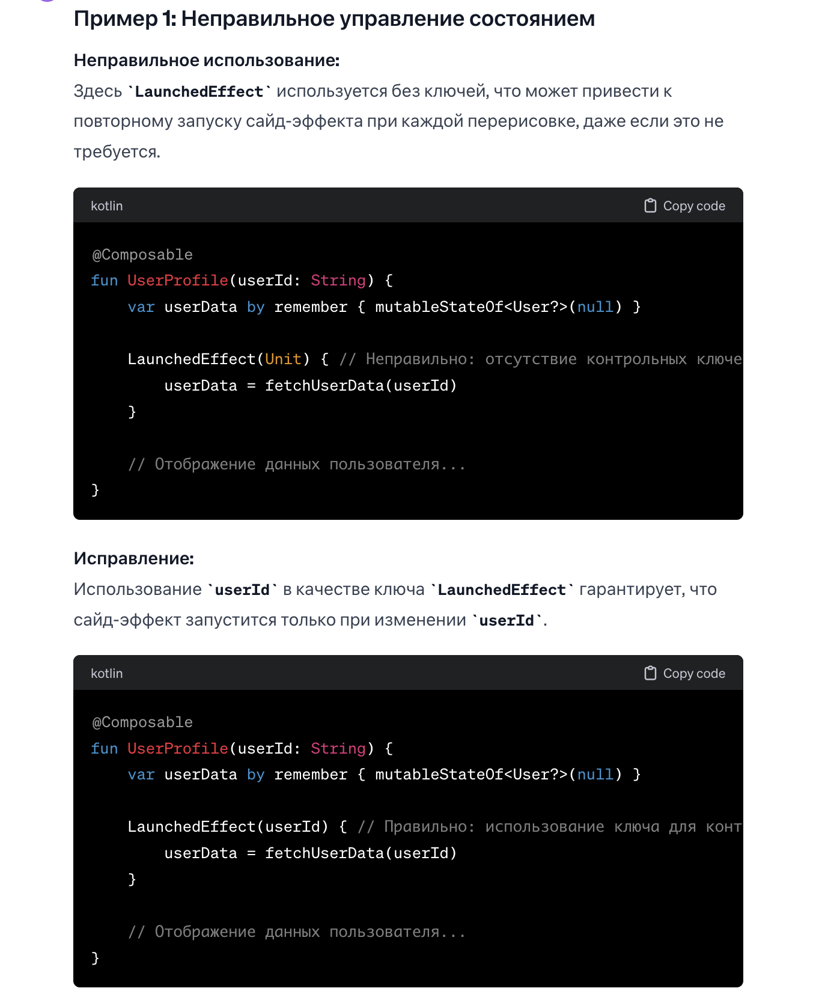 Пример 1: Неправильное управление состоянием
Неправильное использование:
Здесь `LaunchedEffect` используется без ключей, что может привести к
повторному запуску сайд-эффекта при каждой перерисовке, даже если это не
требуется.
kotlin Copy code
@Composable
fun UserProfile(userId: String) {
    var userData by remember { mutableStateOf<User?>(null) }
    LaunchedEffect(Unit) { // Неправильно: отсутствие контрольных ключе
        userData = fetchUserData(userId)
    }
    // Отображение данных пользователя...
}
Исправление:
Использование `userId` в качестве ключа `LaunchedEffect` гарантирует, что
сайд-эффект запустится только при изменении `userId`.
kotlin Copy code
@Composable
fun UserProfile(userId: String) {
    var userData by remember { mutableStateOf<User?>(null) }
    LaunchedEffect(userId) { // Правильно: использование ключа для конт
        userData = fetchUserData(userId)
    }
    // Отображение данных пользователя...
}